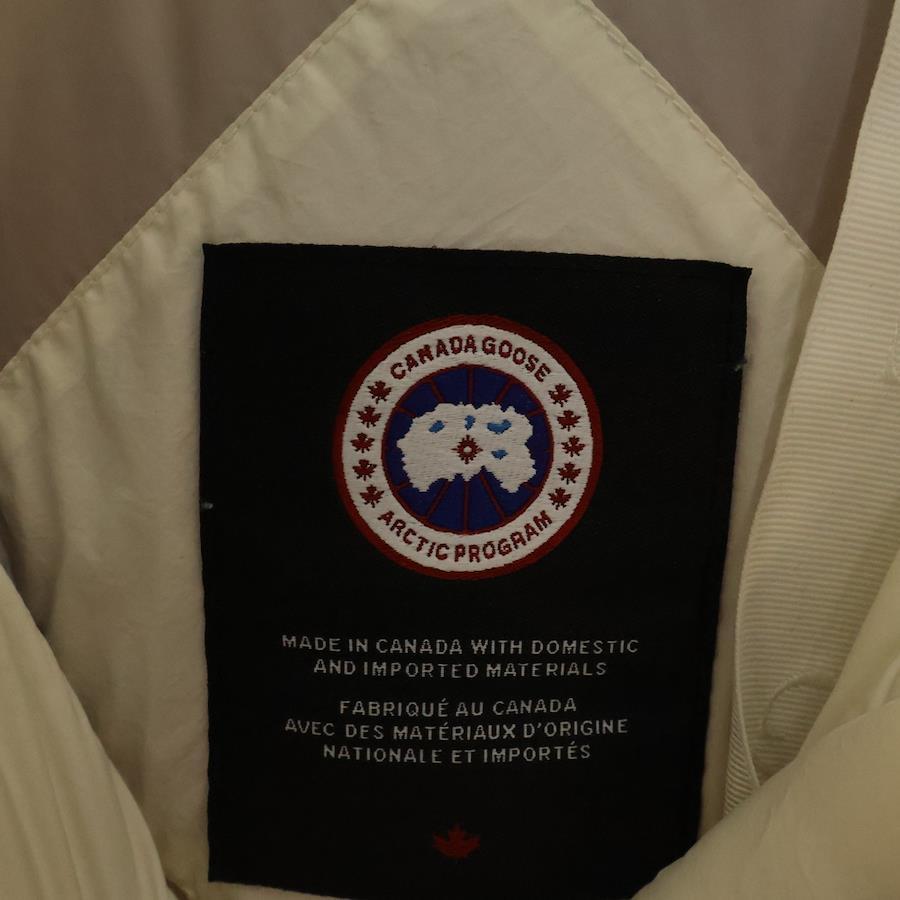 CANADA GOOSE
ARCTIC PROGRAM
MADE IN CANADA WITH DOMESTIC
AND IMPORTED MATERIALS
FABRIQUÉ AU CANADA
AVEC DES MATÉRIAUX D'ORIGINE
NATIONALE ET IMPORTÉS